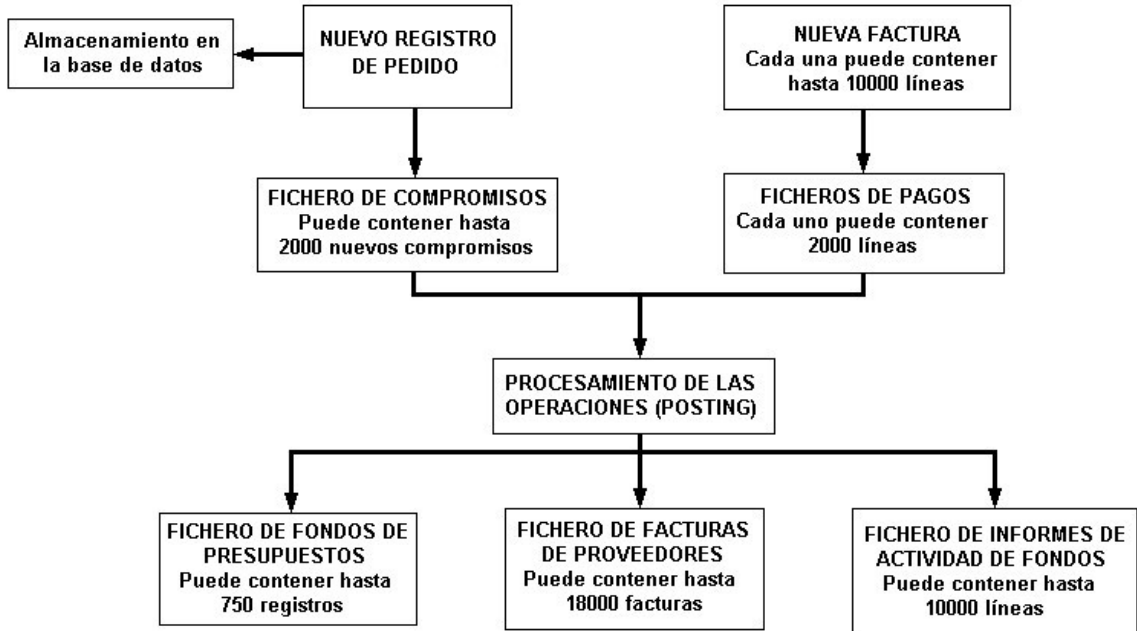 Almacenamiento en
la base de datos
NUEVO REGISTRO
DE PEDIDO
NUEVA FACTURA
Cada una puede contener
hasta 10000 líneas
FICHERO DE COMPROMISOS
Puede contener hasta
2000 nuevos compromisos
FICHEROS DE PAGOS
Cada uno puede contener
2000 líneas
PROCESAMIENTO DE LAS
OPERACIONES (POSTING)
FICHERO DE FONDOS DE
PRESUPUESTOS
Puede contener hasta
750 registros
FICHERO DE FACTURAS
DE PROVEEDORES
Puede contener hasta
18000 facturas
FICHERO DE INFORMES DE
ACTIVIDAD DE FONDOS
Puede contener hasta
10000 líneas